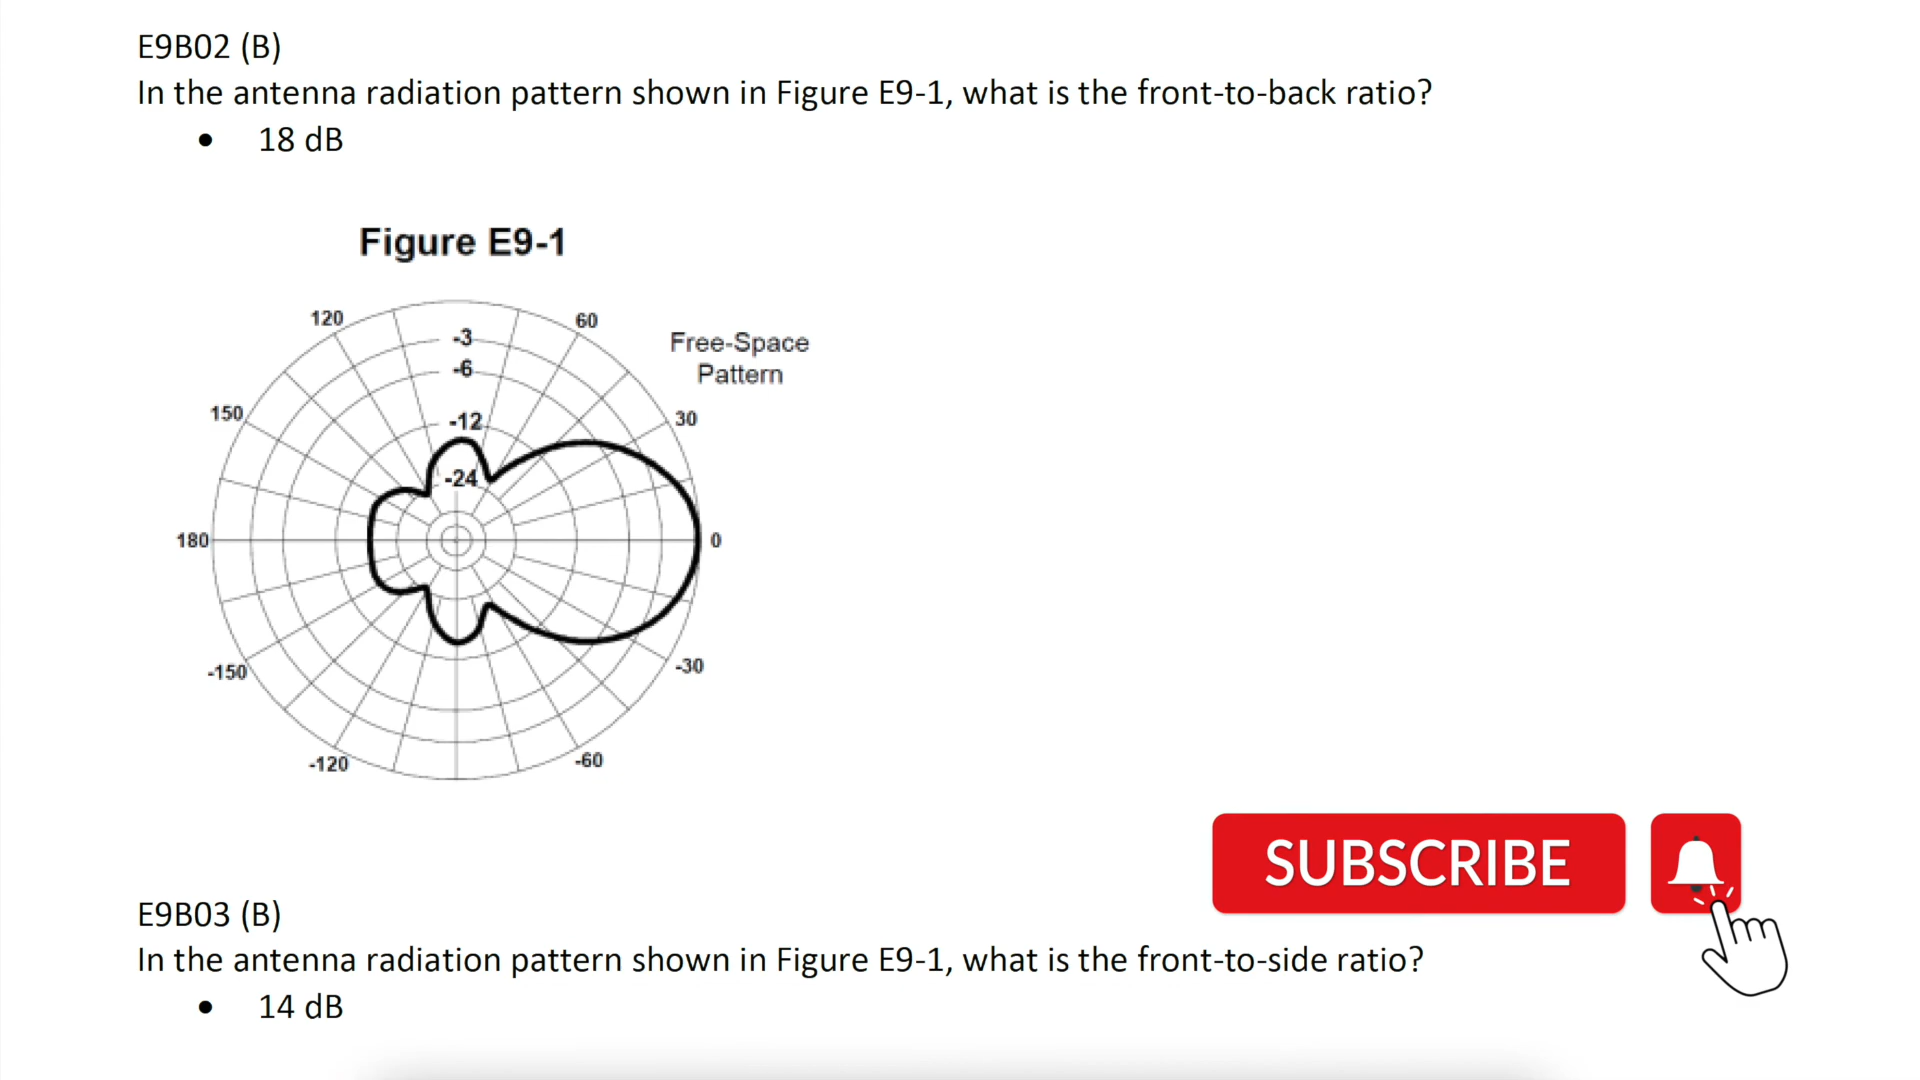 E9B02 (B)
In the antenna radiation pattern shown in Figure E9-1, what is the front-to-back ratio?
• 18 dB
Figure E9-1
120
60
-3
Free-Space
-6
Pattern
150
-12
30
-24
180
0
-150
-30
-120
-60
SUBSCRIBE
E9B03 (B)
In the antenna radiation pattern shown in Figure E9-1, what is the front-to-side ratio?
• 14 dB